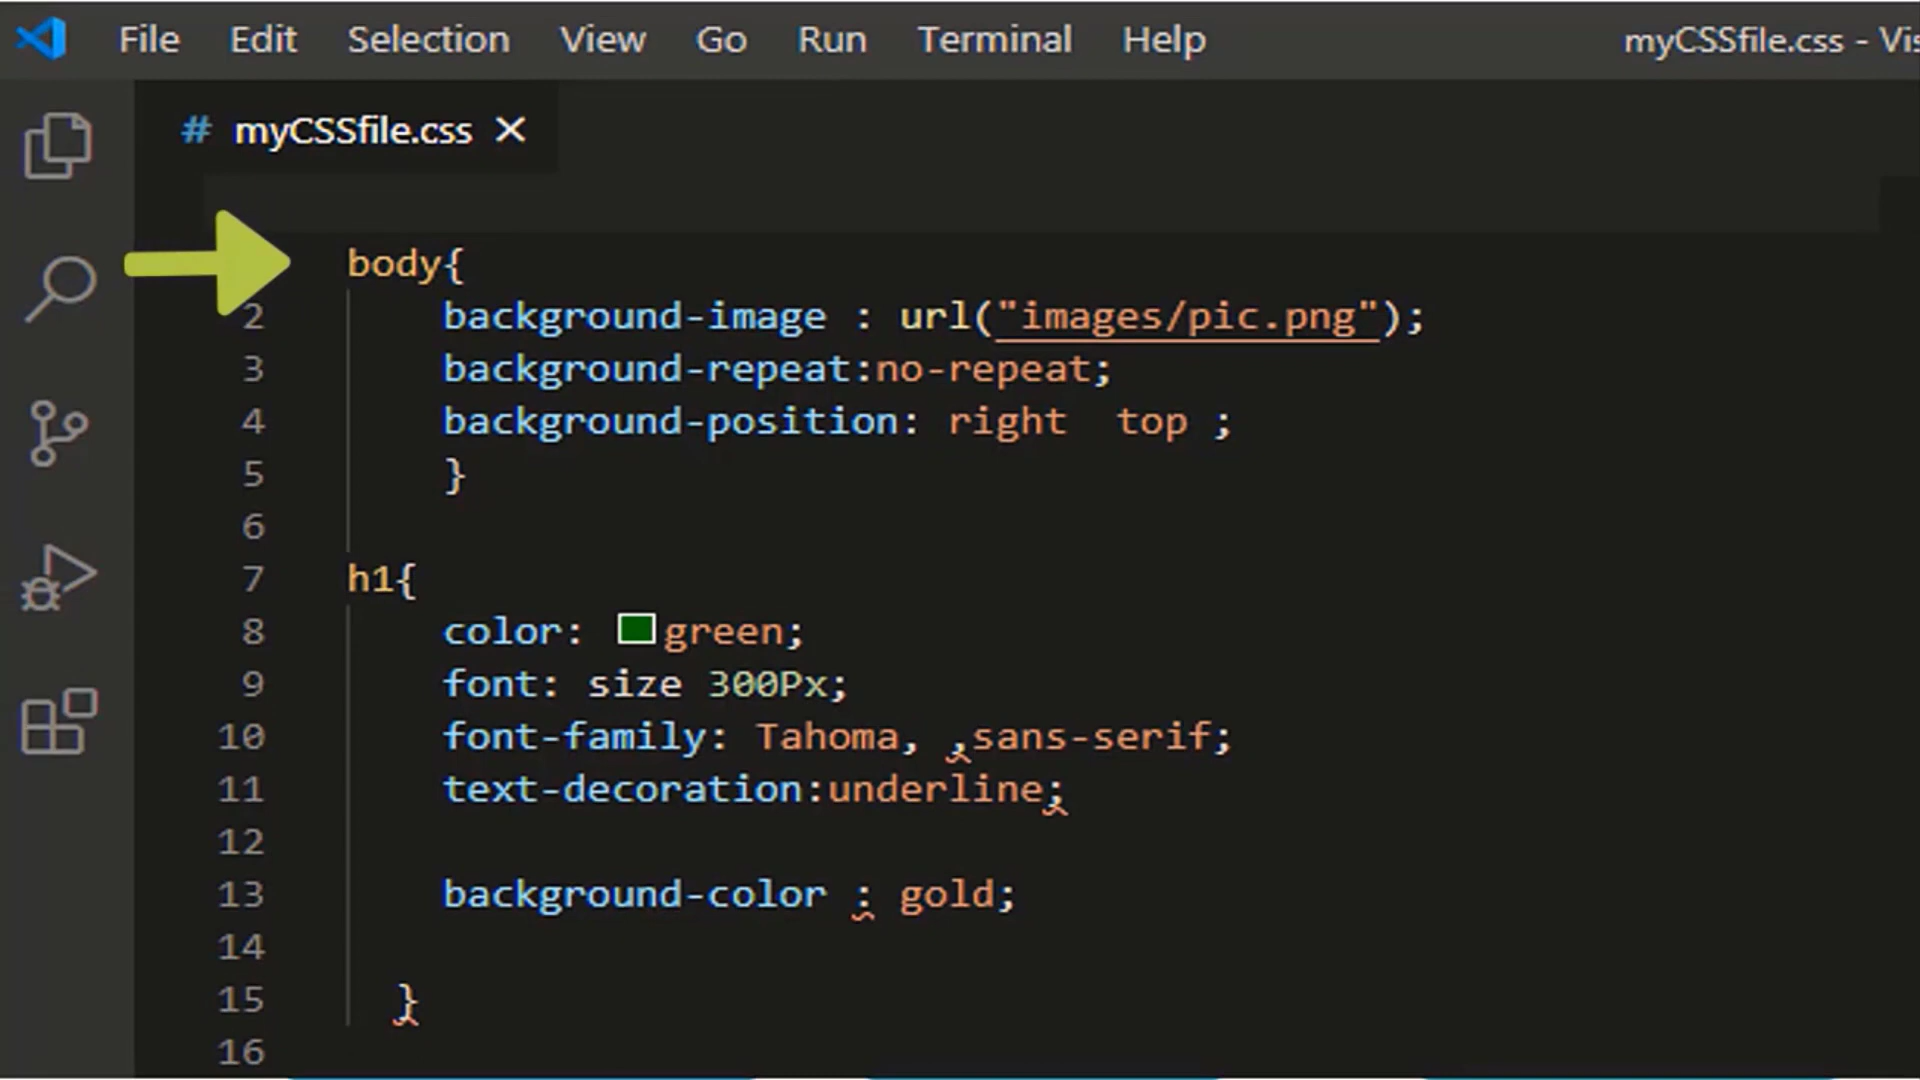 File Edit Selection View Go Run Terminal Help myCSSfile.css - Vis
# myCSSfile.css ×
body{
2 background-image : url("images/pic.png");
3 background-repeat:no-repeat;
4 background-position: right  top ;
5 }
6
7 h1{
8 color: green;
9 font: size 300Px;
10 font-family: Tahoma, ,sans-serif;
11 text-decoration:underline;
12
13 background-color : gold;
14
15 }
16